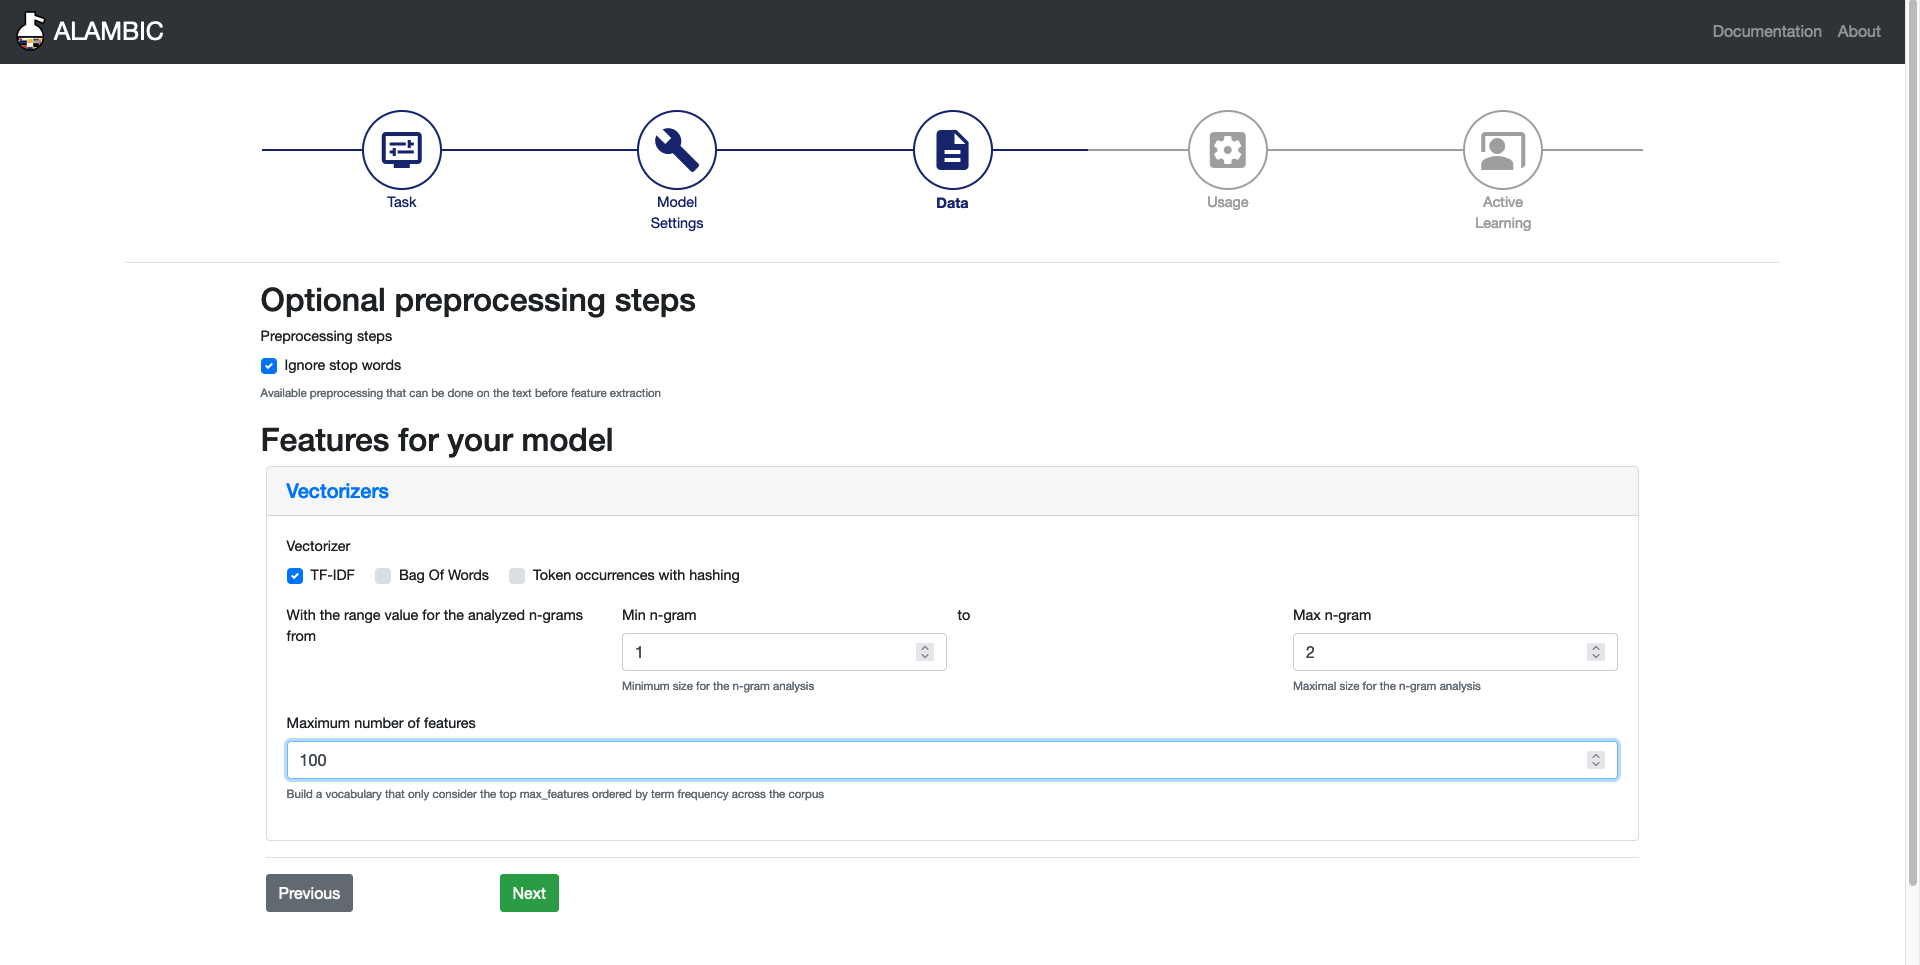 ALAMBIC
Documentation About
Task
Model
Settings
Data
Usage
Active
Learning
Optional preprocessing steps
Preprocessing steps
Ignore stop words
Available preprocessing that can be done on the text before feature extraction
Features for your model
Vectorizers
Vectorizer
TF-IDF Bag Of Words Token occurrences with hashing
With the range value for the analyzed n-grams
from
Min n-gram
1
Minimum size for the n-gram analysis
to
Max n-gram
2
Maximal size for the n-gram analysis
Maximum number of features
100
Build a vocabulary that only consider the top max_features ordered by term frequency across the corpus
Previous Next